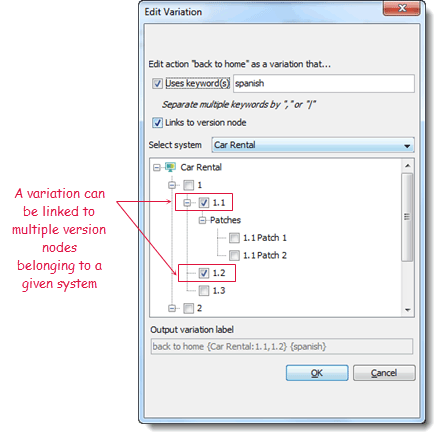 Edit Variation
Edit action "back to home" as a variation that...
Uses keyword(s) spanish
Separate multiple keywords by "," or "|"
Links to version node
Select system Car Rental
Car Rental
1
1.1
Patches
1.1 Patch 1
1.1 Patch 2
1.2
1.3
2
A variation can
be linked to
multiple version
nodes
belonging to a
given system
Output variation label
back to home {Car Rental:1.1,1.2} {spanish}
OK Cancel